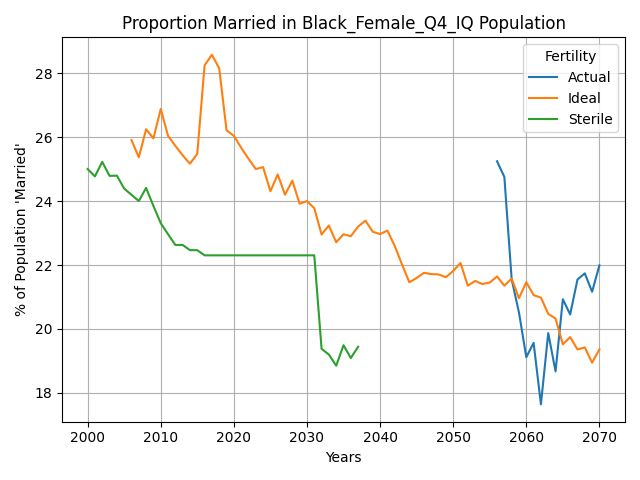 Proportion Married in Black_Female_Q4_IQ Population
Fertility
Actual
Ideal
Sterile
% of Population 'Married'
28
26
24
22
20
18
2000 2010 2020 2030 2040 2050 2060 2070
Years